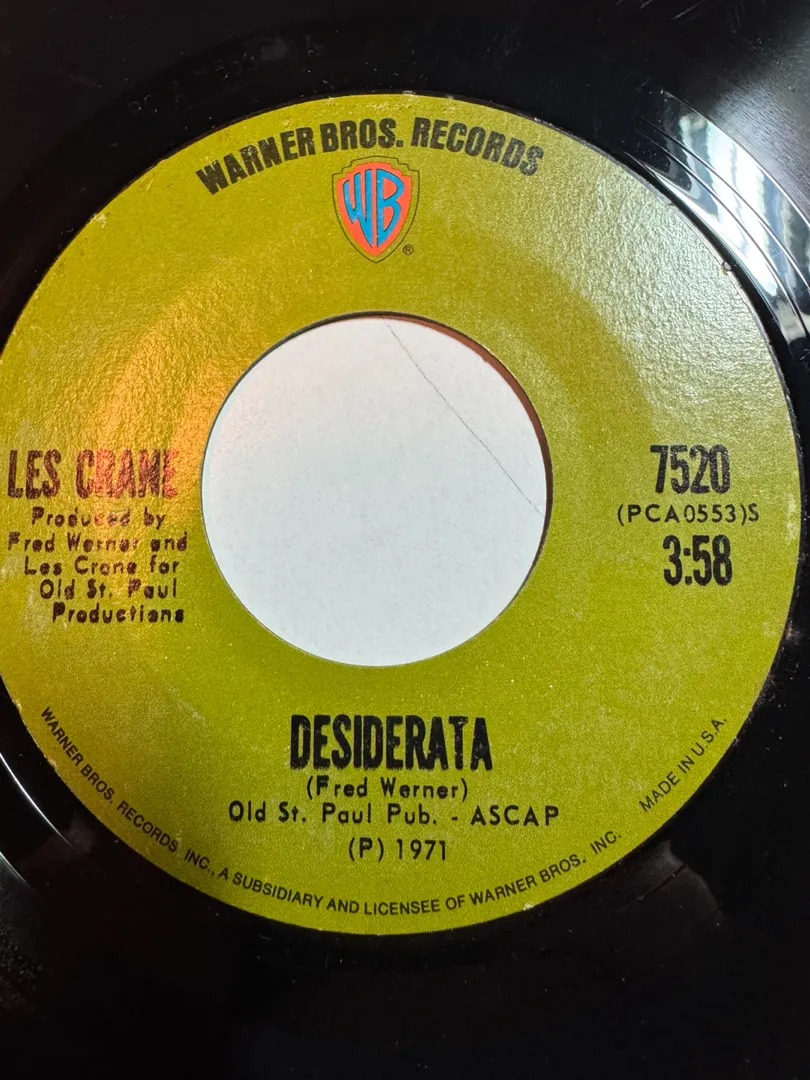 WARNER BROS. RECORDS
WB
®
LES CRANE
Produced by
Fred Werner and
Les Crane for
Old St. Paul
Productions
7520
(PCA0553)S
3:58
DESIDERATA
(Fred Werner)
Old St. Paul Pub. - ASCAP
(P) 1971
WARNER BROS. RECORDS INC., A SUBSIDIARY AND LICENSEE OF WARNER BROS. INC.
MADE IN U.S.A.